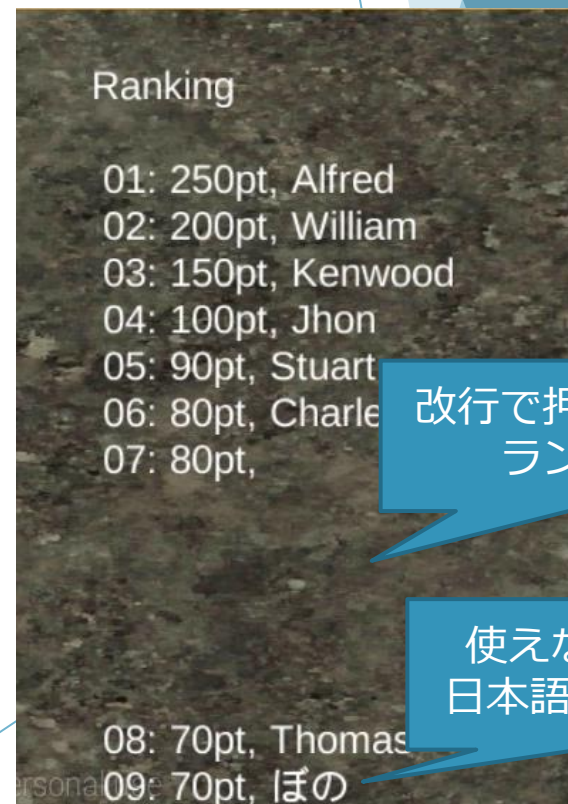 Ranking
01: 250pt, Alfred
02: 200pt, William
03: 150pt, Kenwood
04: 100pt, Jhon
05: 90pt, Stuart
06: 80pt, Charle
07: 80pt,
改行で押
ラン
使えな
日本語
08: 70pt, Thomas
09: 70pt, ぼの